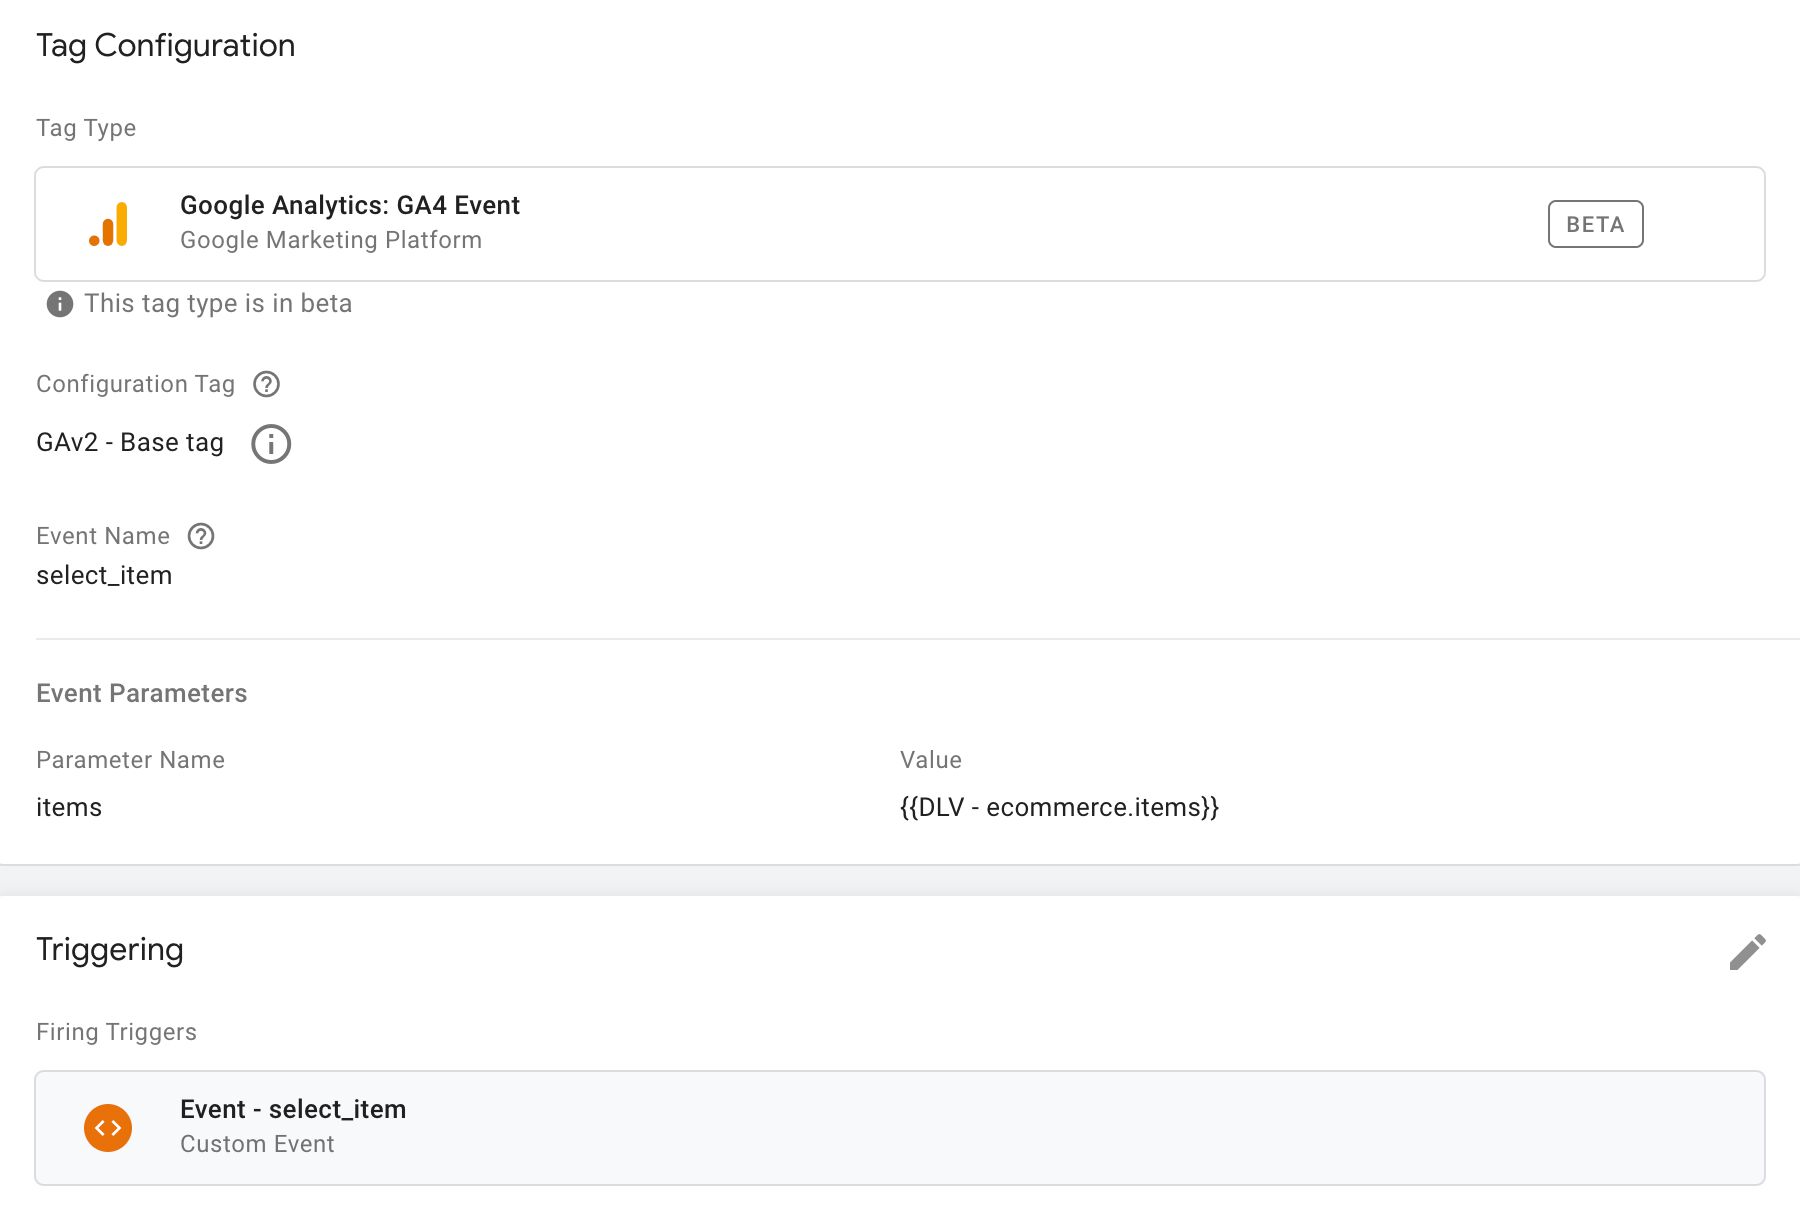 Tag Configuration
Tag Type
Google Analytics: GA4 Event
Google Marketing Platform
BETA
This tag type is in beta
Configuration Tag
GAv2 - Base tag
Event Name
select_item
Event Parameters
Parameter Name Value
items {{DLV - ecommerce.items}}
Triggering
Firing Triggers
Event - select_item
Custom Event